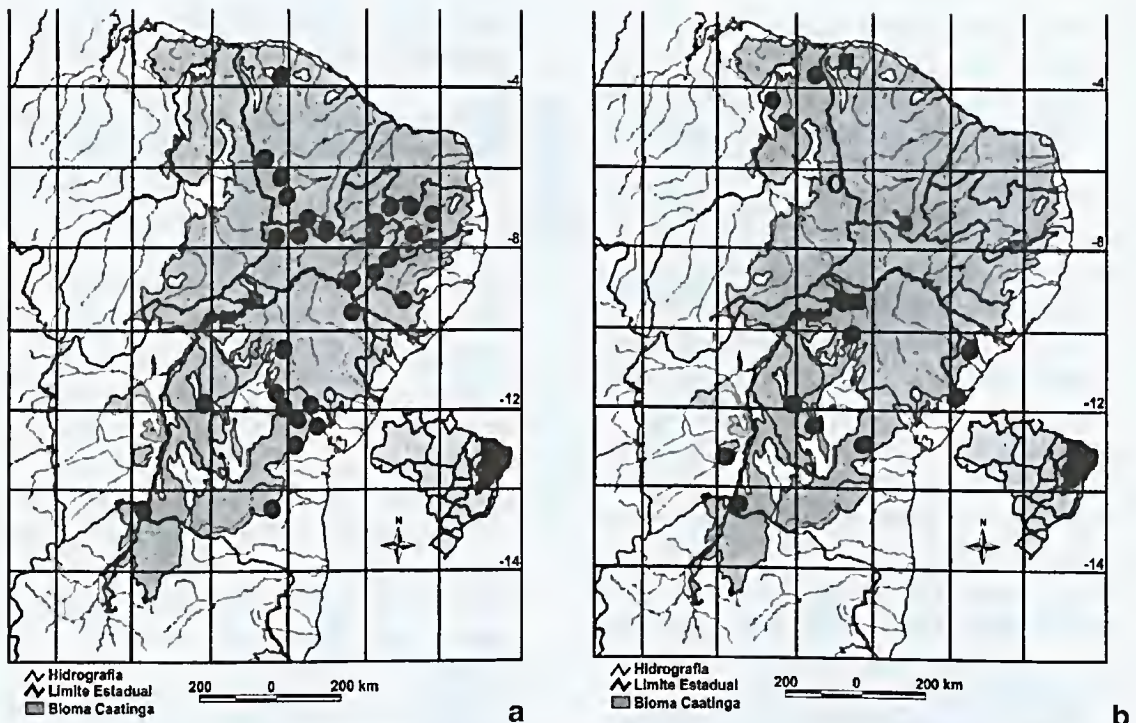 -4
-8
-12
-14
N
Hidrografia
Limite Estadual
Bioma Caatinga
200 0 200 km
a
-4
-8
-12
-14
N
Hidrografia
Limite Estadual
Bioma Caatinga
200 0 200 km
b